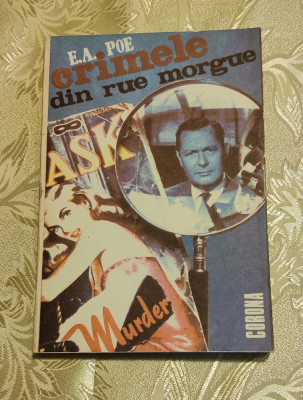 E.A. POE
crimele
din rue morgue
ASK
Murder
CORONA